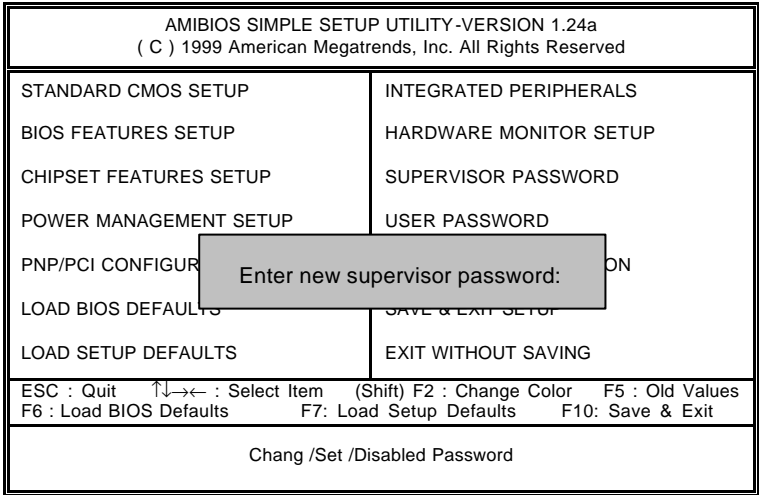 AMIBIOS SIMPLE SETUP UTILITY-VERSION 1.24a
( C ) 1999 American Megatrends, Inc. All Rights Reserved
STANDARD CMOS SETUP
BIOS FEATURES SETUP
CHIPSET FEATURES SETUP
POWER MANAGEMENT SETUP
PNP/PCI CONFIGUR
LOAD BIOS DEFAULTS
LOAD SETUP DEFAULTS
INTEGRATED PERIPHERALS
HARDWARE MONITOR SETUP
SUPERVISOR PASSWORD
USER PASSWORD
ON
SAVE & EXIT SETUP
EXIT WITHOUT SAVING
Enter new supervisor password:
ESC : Quit ↑↓→← : Select Item (Shift) F2 : Change Color F5 : Old Values
F6 : Load BIOS Defaults F7: Load Setup Defaults F10: Save & Exit
Chang /Set /Disabled Password